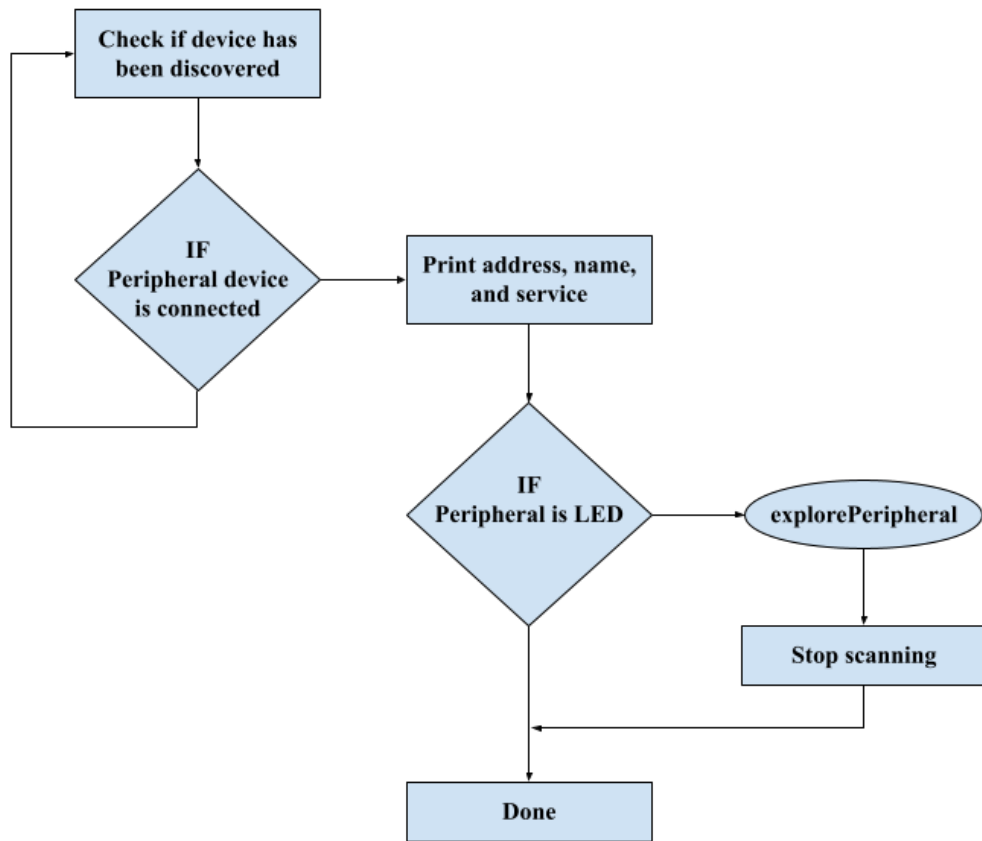 Check if device has
been discovered
IF
Peripheral device
is connected
Print address, name,
and service
IF
Peripheral is LED
explorePeripheral
Stop scanning
Done